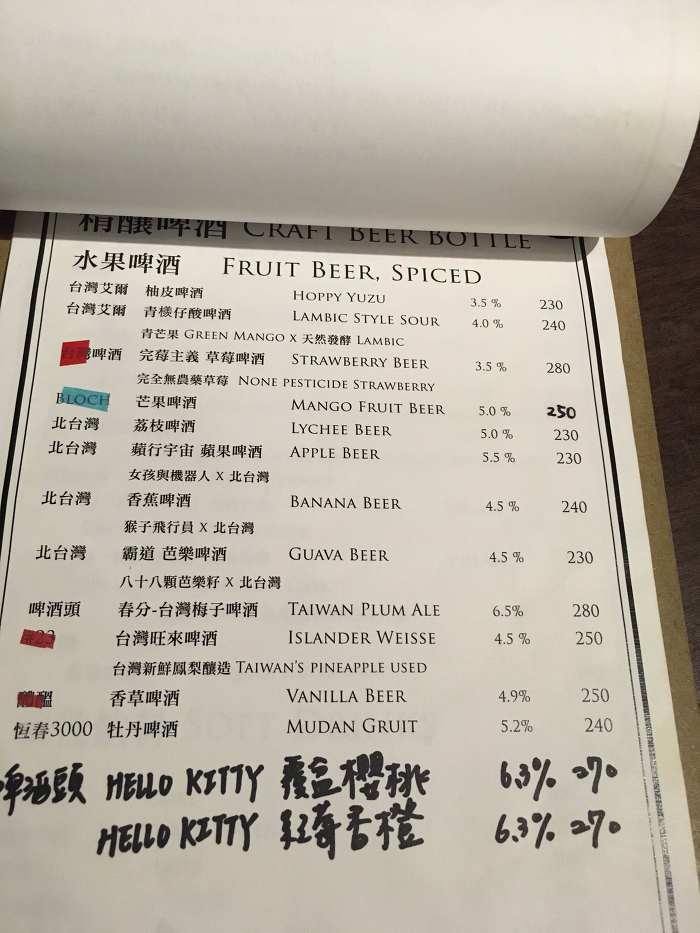 精釀啤酒 CRAFT BEER BOTTLE
水果啤酒 FRUIT BEER, SPICED
台灣艾爾 柚皮啤酒 HOPPY YUZU 3.5 % 230
台灣艾爾 青樣仔酸啤酒 LAMBIC STYLE SOUR 4.0 % 240
青芒果 GREEN MANGO X 天然發酵 LAMBIC
台灣啤酒 完莓主義 草莓啤酒 STRAWBERRY BEER 3.5 % 280
完全無農藥草莓 NONE PESTICIDE STRAWBERRY
BLOCH 芒果啤酒 MANGO FRUIT BEER 5.0 % 250
北台灣 荔枝啤酒 LYCHEE BEER 5.0 % 230
北台灣 蘋行宇宙 蘋果啤酒 APPLE BEER 5.5 % 230
女孩與機器人 X 北台灣
北台灣 香蕉啤酒 BANANA BEER 4.5 % 240
猴子飛行員 X 北台灣
北台灣 霸道 芭樂啤酒 GUAVA BEER 4.5 % 230
八十八顆芭樂籽 X 北台灣
啤酒頭 春分-台灣梅子啤酒 TAIWAN PLUM ALE 6.5% 280
23 台灣旺來啤酒 ISLANDER WEISSE 4.5 % 250
台灣新鮮鳳梨釀造 TAIWAN'S PINEAPPLE USED
香草啤酒 VANILLA BEER 4.9% 250
恆春3000 牡丹啤酒 MUDAN GRUIT 5.2% 240
啤酒頭 HELLO KITTY 覆盆櫻桃 6.3% 270
HELLO KITTY 紅莓香橙 6.3% 270